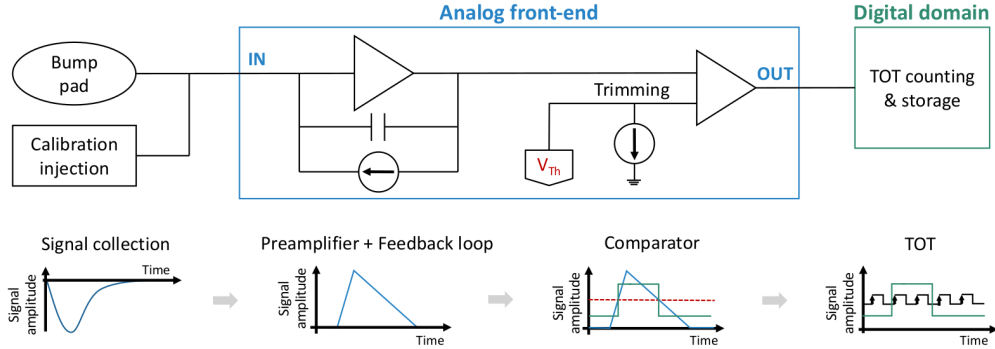 Analog front-end
Digital domain
Bump
pad
IN
OUT
TOT counting
& storage
Trimming
Calibration
injection
VTh
Signal collection
Preamplifier + Feedback loop
Comparator
TOT
Signal
amplitude
Time
Signal
amplitude
Time
Signal
amplitude
Time
Signal
amplitude
Time